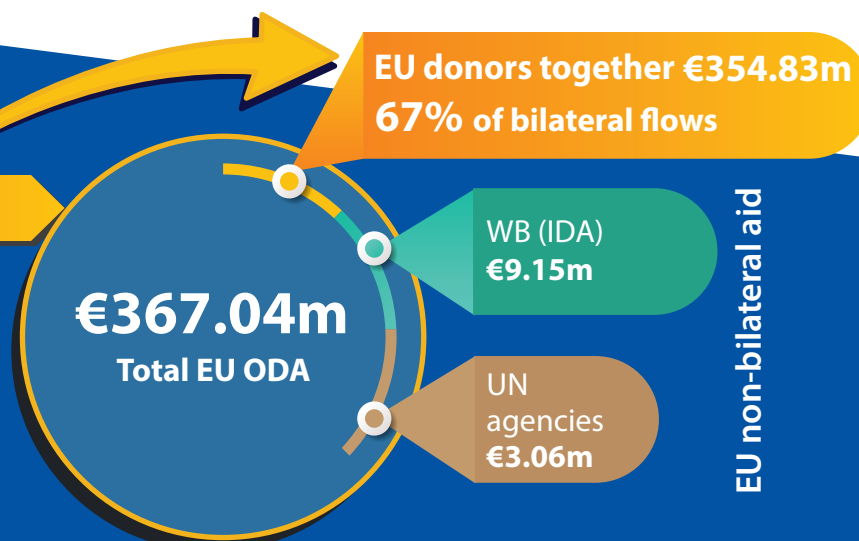 EU donors together €354.83m
67% of bilateral flows
WB (IDA)
€9.15m
€367.04m
Total EU ODA
UN
agencies
€3.06m
EU non-bilateral aid